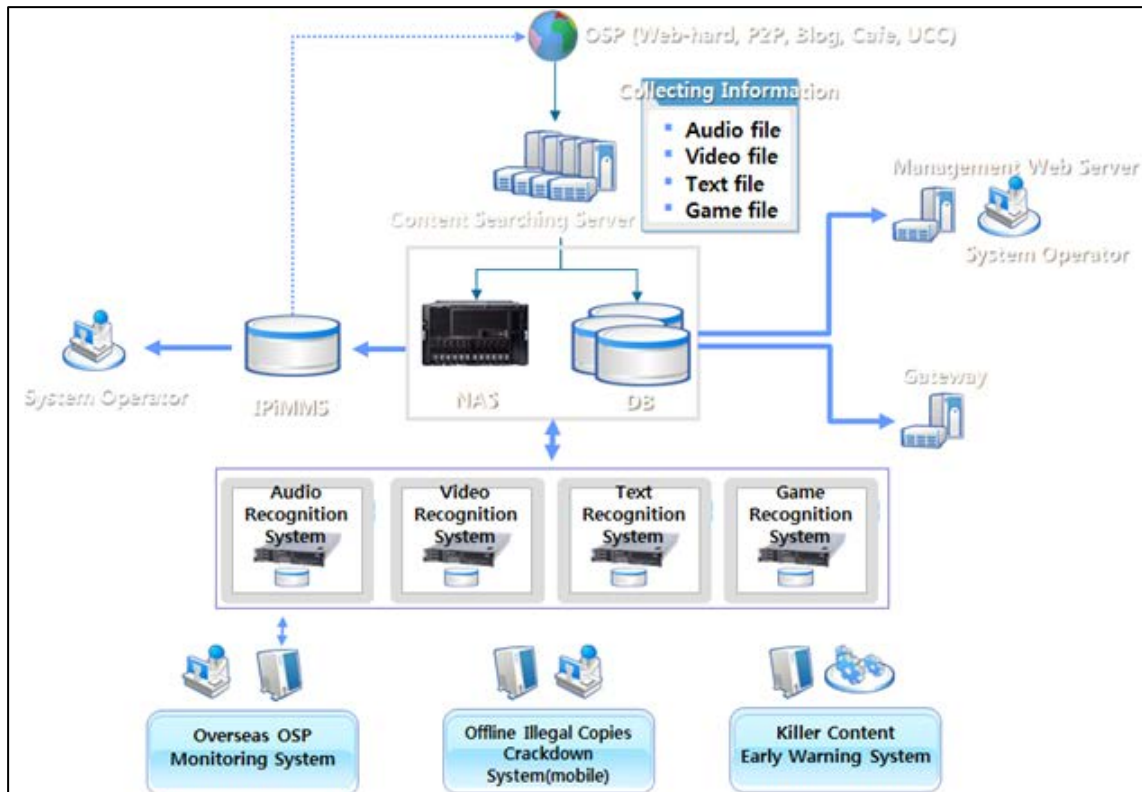 OSP (Web-hard, P2P, Blog, Cafe, UCC)
Collecting Information
Audio file
Video file
Text file
Game file
Management Web Server
System Operator
Content Searching Server
System Operator
IPiMMS
NAS
DB
Gateway
Audio
Recognition
System
Video
Recognition
System
Text
Recognition
System
Game
Recognition
System
Overseas OSP
Monitoring System
Offline Illegal Copies
Crackdown
System(mobile)
Killer Content
Early Warning System